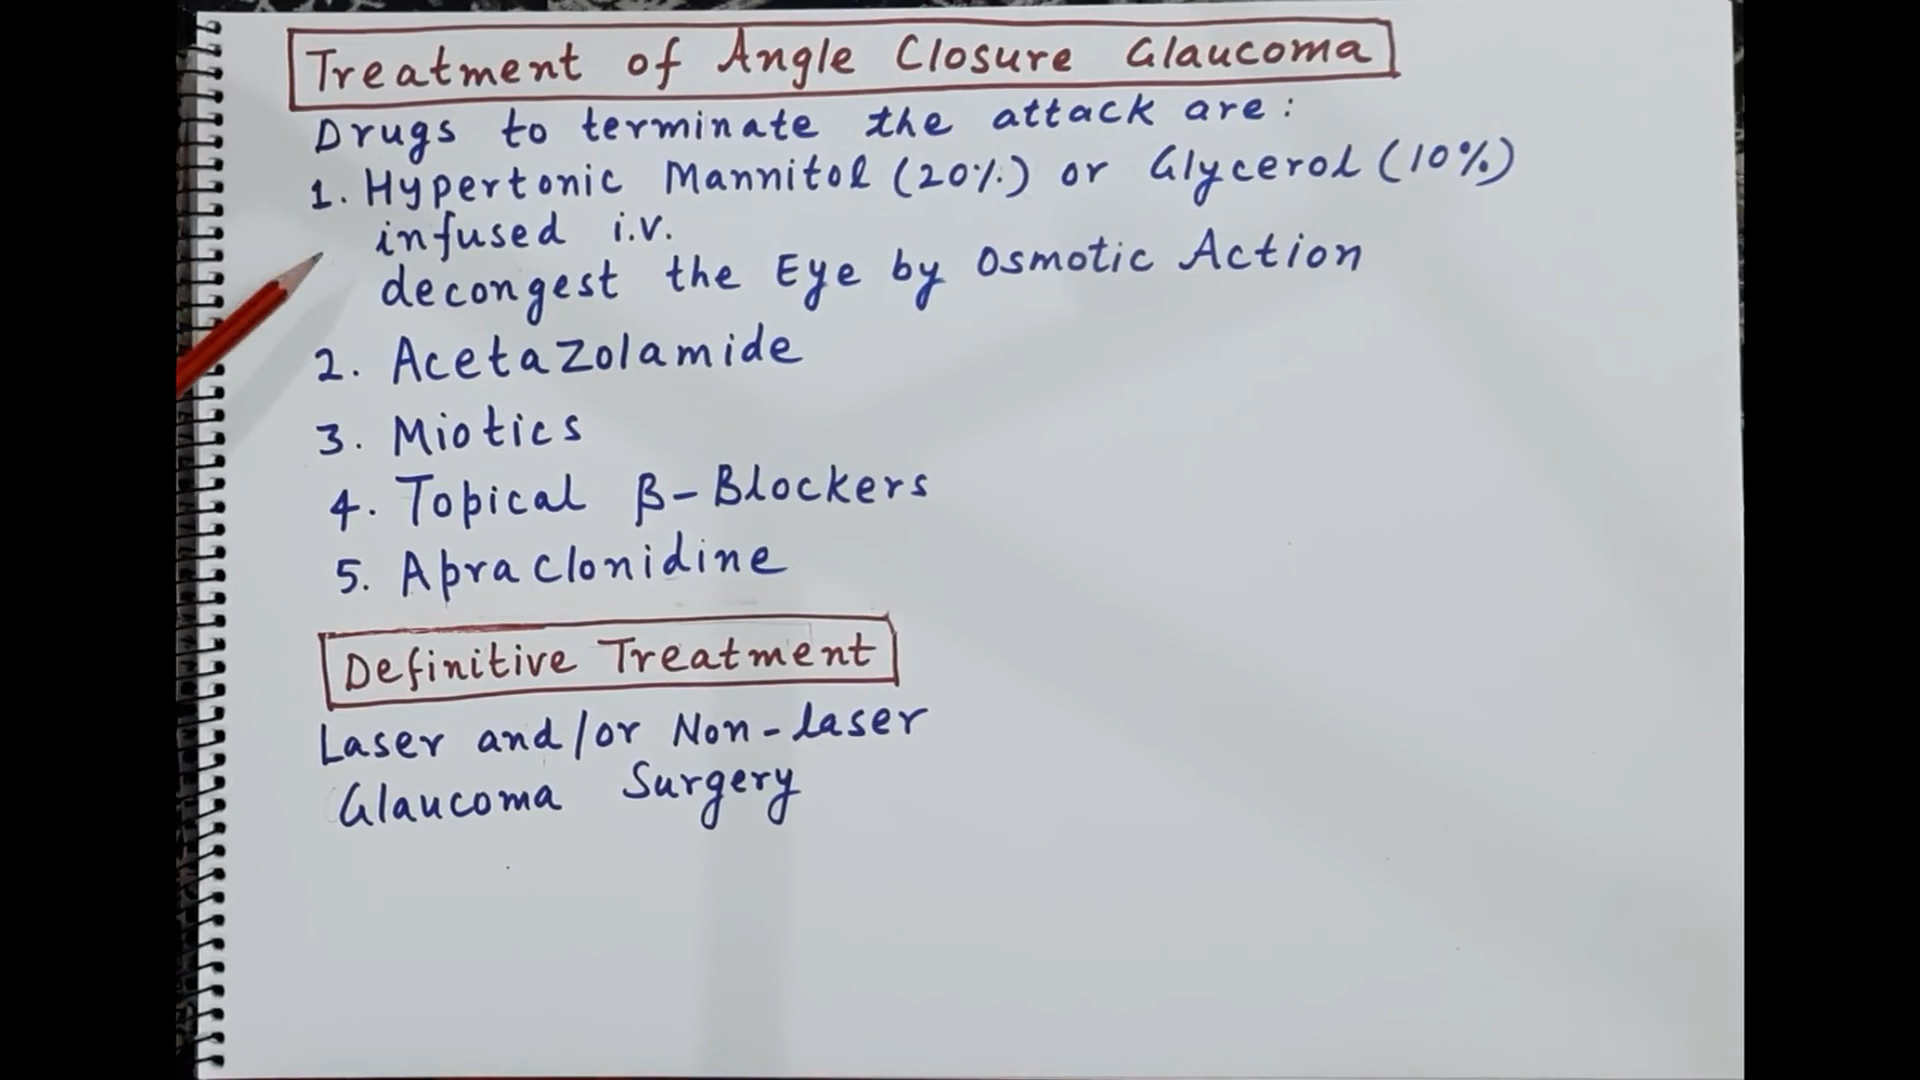 Treatment of Angle Closure Glaucoma
Drugs to terminate the attack are:
1. Hypertonic Mannitol (20%) or Glycerol (10%)
infused i.v.
decongest the Eye by Osmotic Action
2. Acetazolamide
3. Miotics
4. Topical β-Blockers
5. Apraclonidine
Definitive Treatment
Laser and/or Non-laser
Glaucoma Surgery